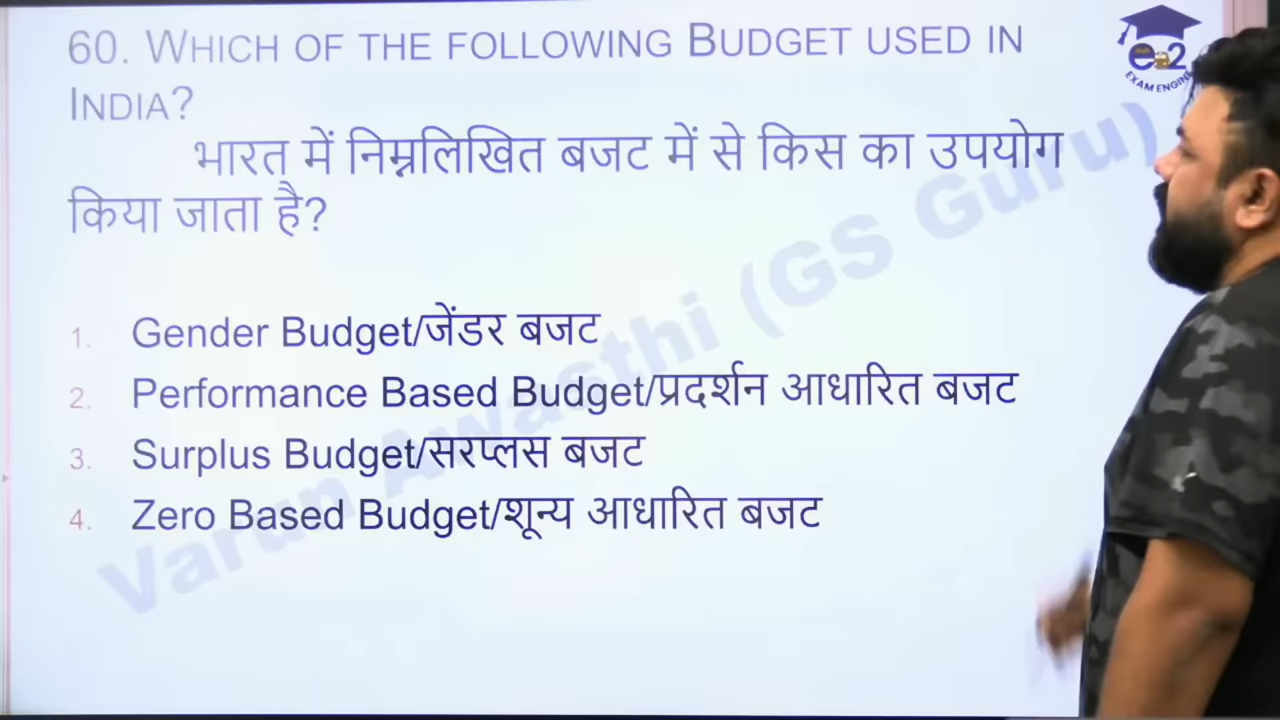 60. WHICH OF THE FOLLOWING BUDGET USED IN
INDIA?
भारत में निम्नलिखित बजट में से किस का उपयोग
किया जाता है?
1. Gender Budget/जेंडर बजट
2. Performance Based Budget/प्रदर्शन आधारित बजट
3. Surplus Budget/सरप्लस बजट
4. Zero Based Budget/शून्य आधारित बजट
Varun Awasthi (GS Guru)
e2
EXAM ENGINE